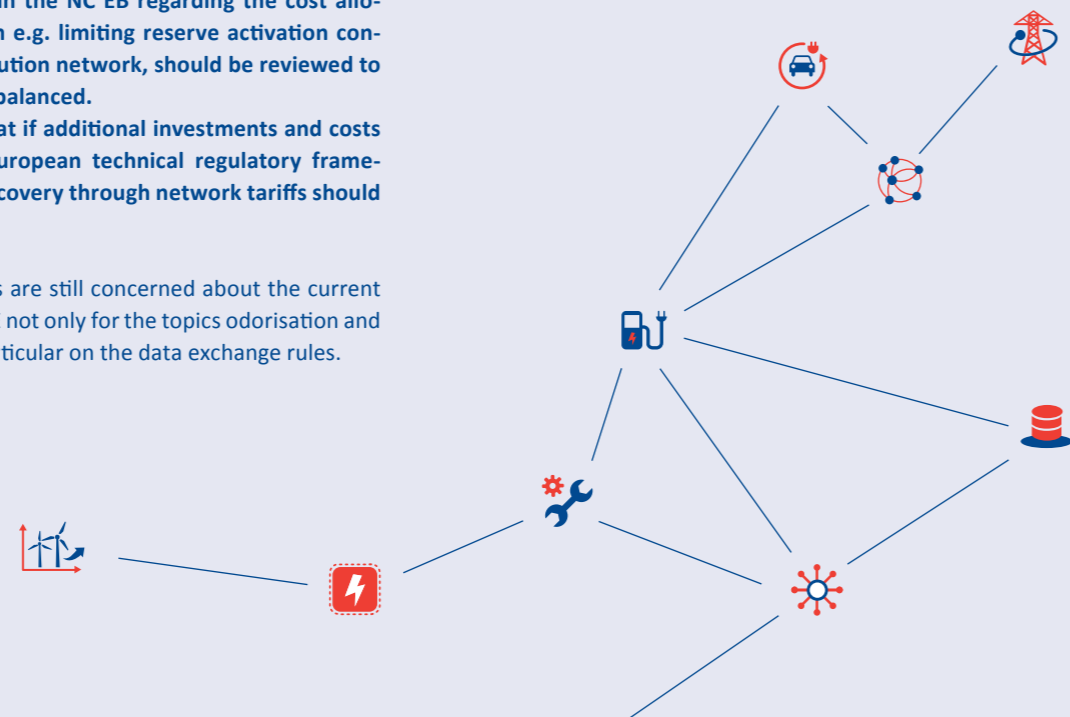 in the NC EB regarding the cost allo-
e.g. limiting reserve activation con-
ution network, should be reviewed to
balanced.
at if additional investments and costs
uropean technical regulatory frame-
covery through network tariffs should
s are still concerned about the current
not only for the topics odorisation and
rticular on the data exchange rules.